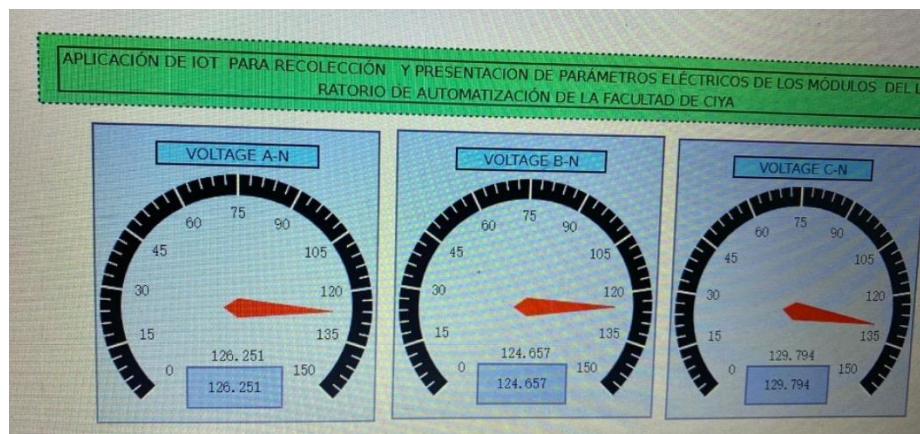 APLICACIÓN DE IOT PARA RECOLECCIÓN Y PRESENTACION DE PARÁMETROS ELÉCTRICOS DE LOS MÓDULOS DEL
RATORIO DE AUTOMATIZACIÓN DE LA FACULTAD DE CIYA
VOLTAGE A-N
0 15 30 45 60 75 90 105 120 135 150
126.251
126.251
VOLTAGE B-N
0 15 30 45 60 75 90 105 120 135 150
124.657
124.657
VOLTAGE C-N
0 15 30 45 60 75 90 105 120 135 150
129.794
129.794